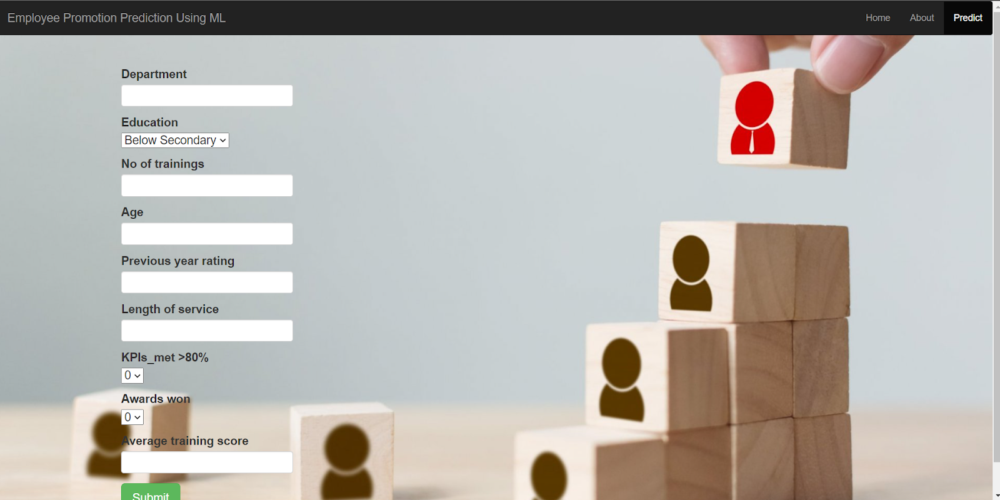 Employee Promotion Prediction Using ML
Home About Predict
Department
Education
Below Secondary
No of trainings
Age
Previous year rating
Length of service
KPIs_met >80%
0
Awards won
0
Average training score
Submit